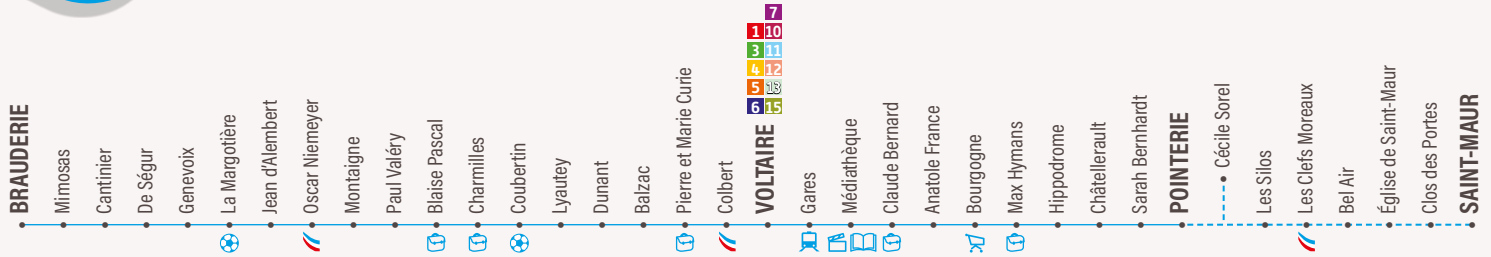 BRAUDERIE
Mimosas
Cantinier
De Ségur
Genevoix
La Margotière
Jean d'Alembert
Oscar Niemeyer
Montaigne
Paul Valéry
Blaise Pascal
Charmilles
Coubertin
Lyautey
Dunant
Balzac
Pierre et Marie Curie
Colbert
7
1 10
3 11
4 12
5 13
6 15
VOLTAIRE
Gares
Médiathèque
Claude Bernard
Anatole France
Bourgogne
Max Hymans
Hippodrome
Châtellerault
Sarah Bernhardt
POINTERIE
Cécile Sorel
Les Silos
Les Clefs Moreaux
Bel Air
Église de Saint-Maur
Clos des Portes
SAINT-MAUR